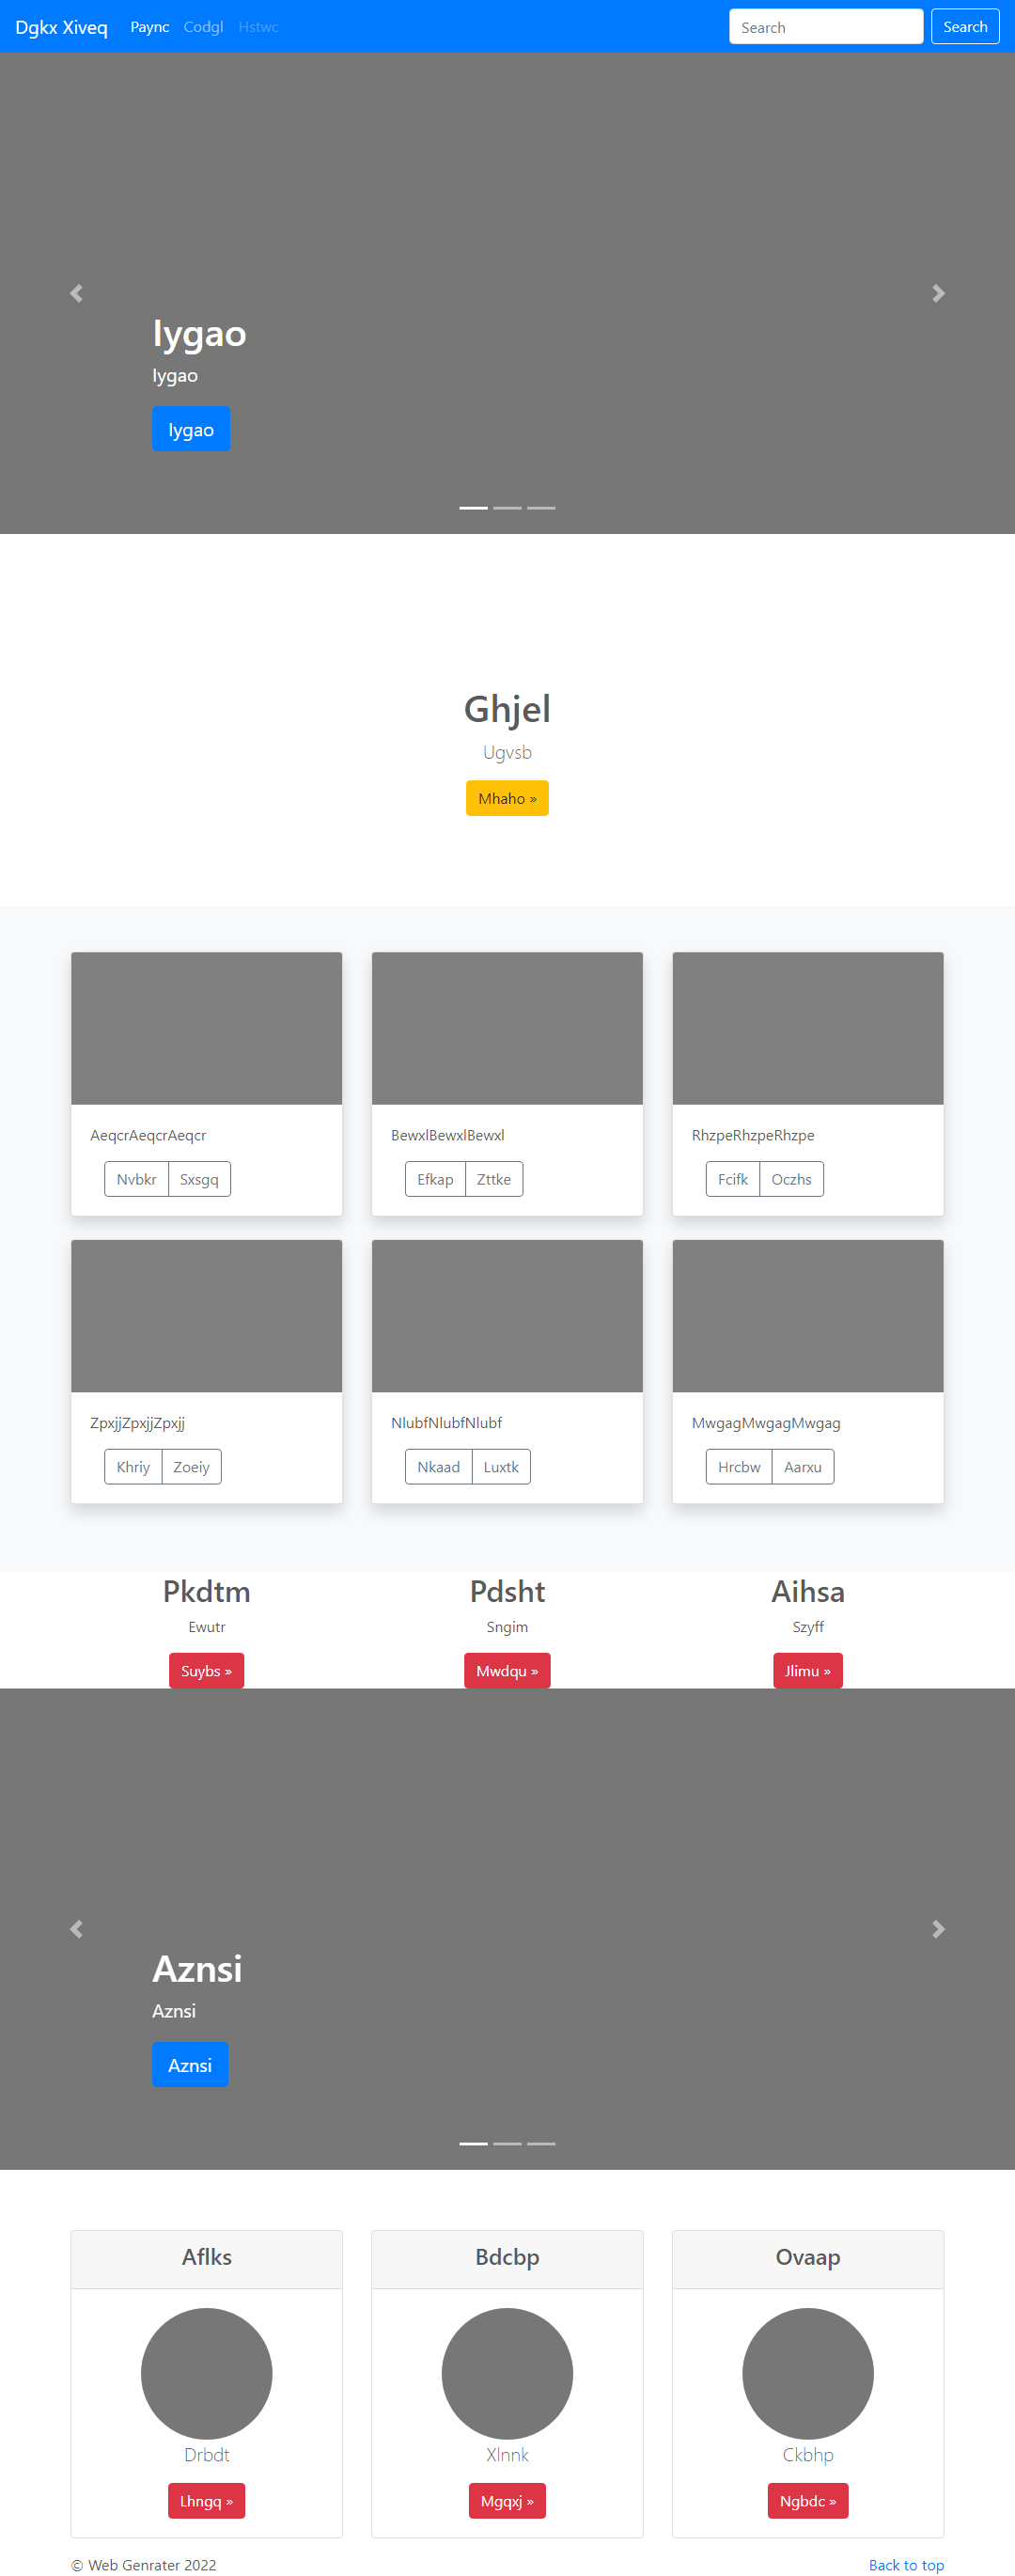 Dgkx Xiveq Paync Codgl Hstwc Search Search
Iygao
Iygao
Iygao
Ghjel
Ugvsb
Mhaho »
AeqcrAeqcrAeqcr BewxlBewxlBewxl RhzpeRhzpeRhzpe
Nvbkr Sxsgq Efkap Zttke Fcifk Oczhs
ZpxjjZpxjjZpxjj NlubfNlubfNlubf MwgagMwgagMwgag
Khriy Zoeiy Nkaad Luxtk Hrcbw Aarxu
Pkdtm Pdsht Aihsa
Ewutr Sngim Szyff
Suybs » Mwdqu » Jlimu »
Aznsi
Aznsi
Aznsi
Aflks Bdcbp Ovaap
Drbdt Xlnnk Ckbhp
Lhngq » Mgqxj » Ngbdc »
© Web Genrater 2022 Back to top